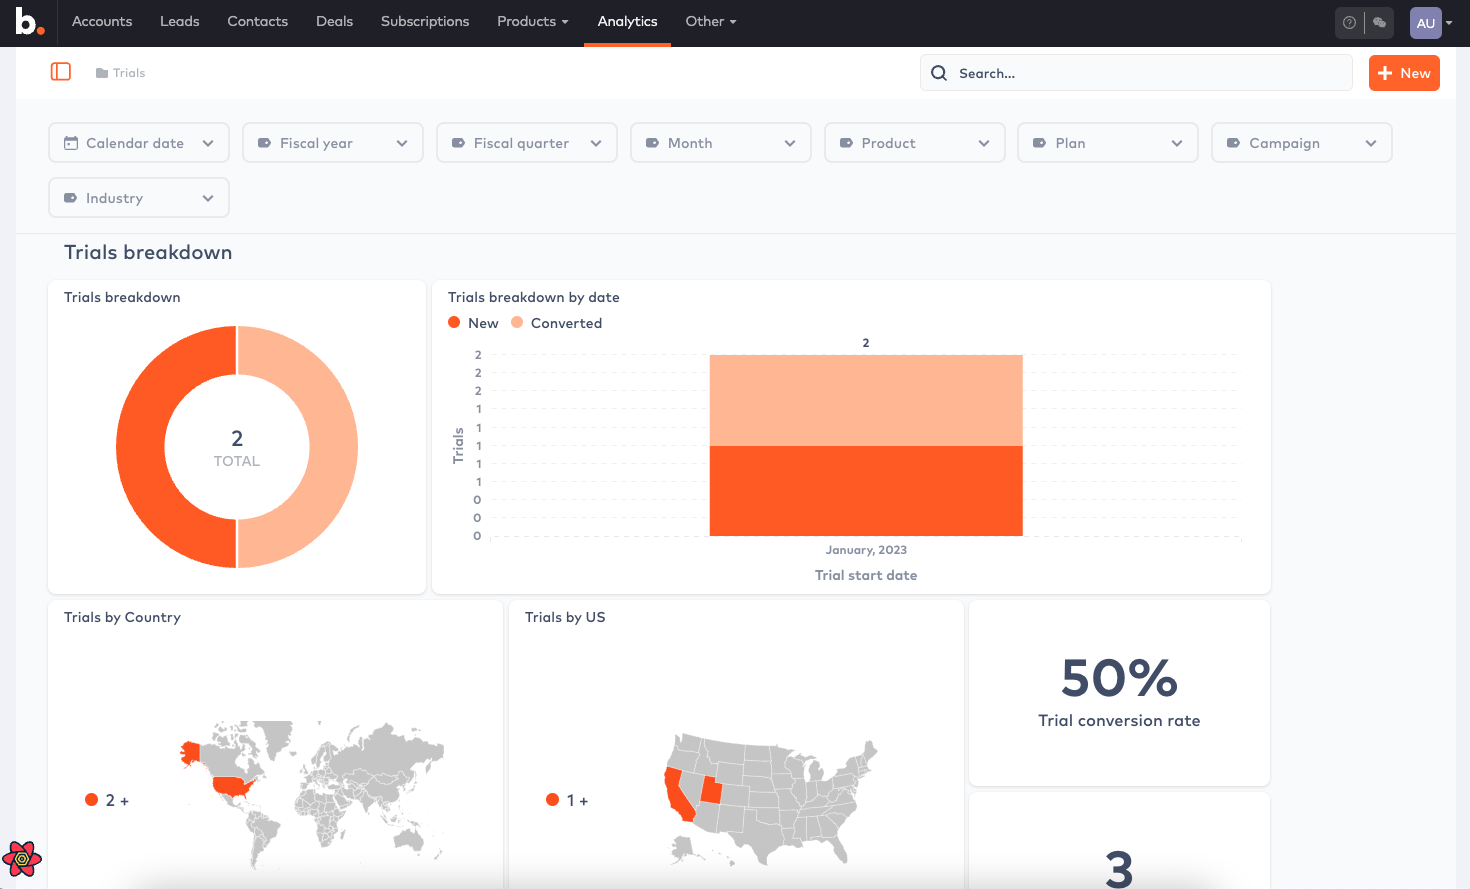 b.
Accounts
Leads
Contacts
Deals
Subscriptions
Products
Analytics
Other
AU
Trials
Search...
New
Calendar date
Fiscal year
Fiscal quarter
Month
Product
Plan
Campaign
Industry
Trials breakdown
Trials breakdown
2
TOTAL
Trials breakdown by date
New
Converted
2
2
2
2
1
1
1
1
1
0
0
0
Trials
January, 2023
Trial start date
Trials by Country
2 +
Trials by US
1 +
50%
Trial conversion rate
3